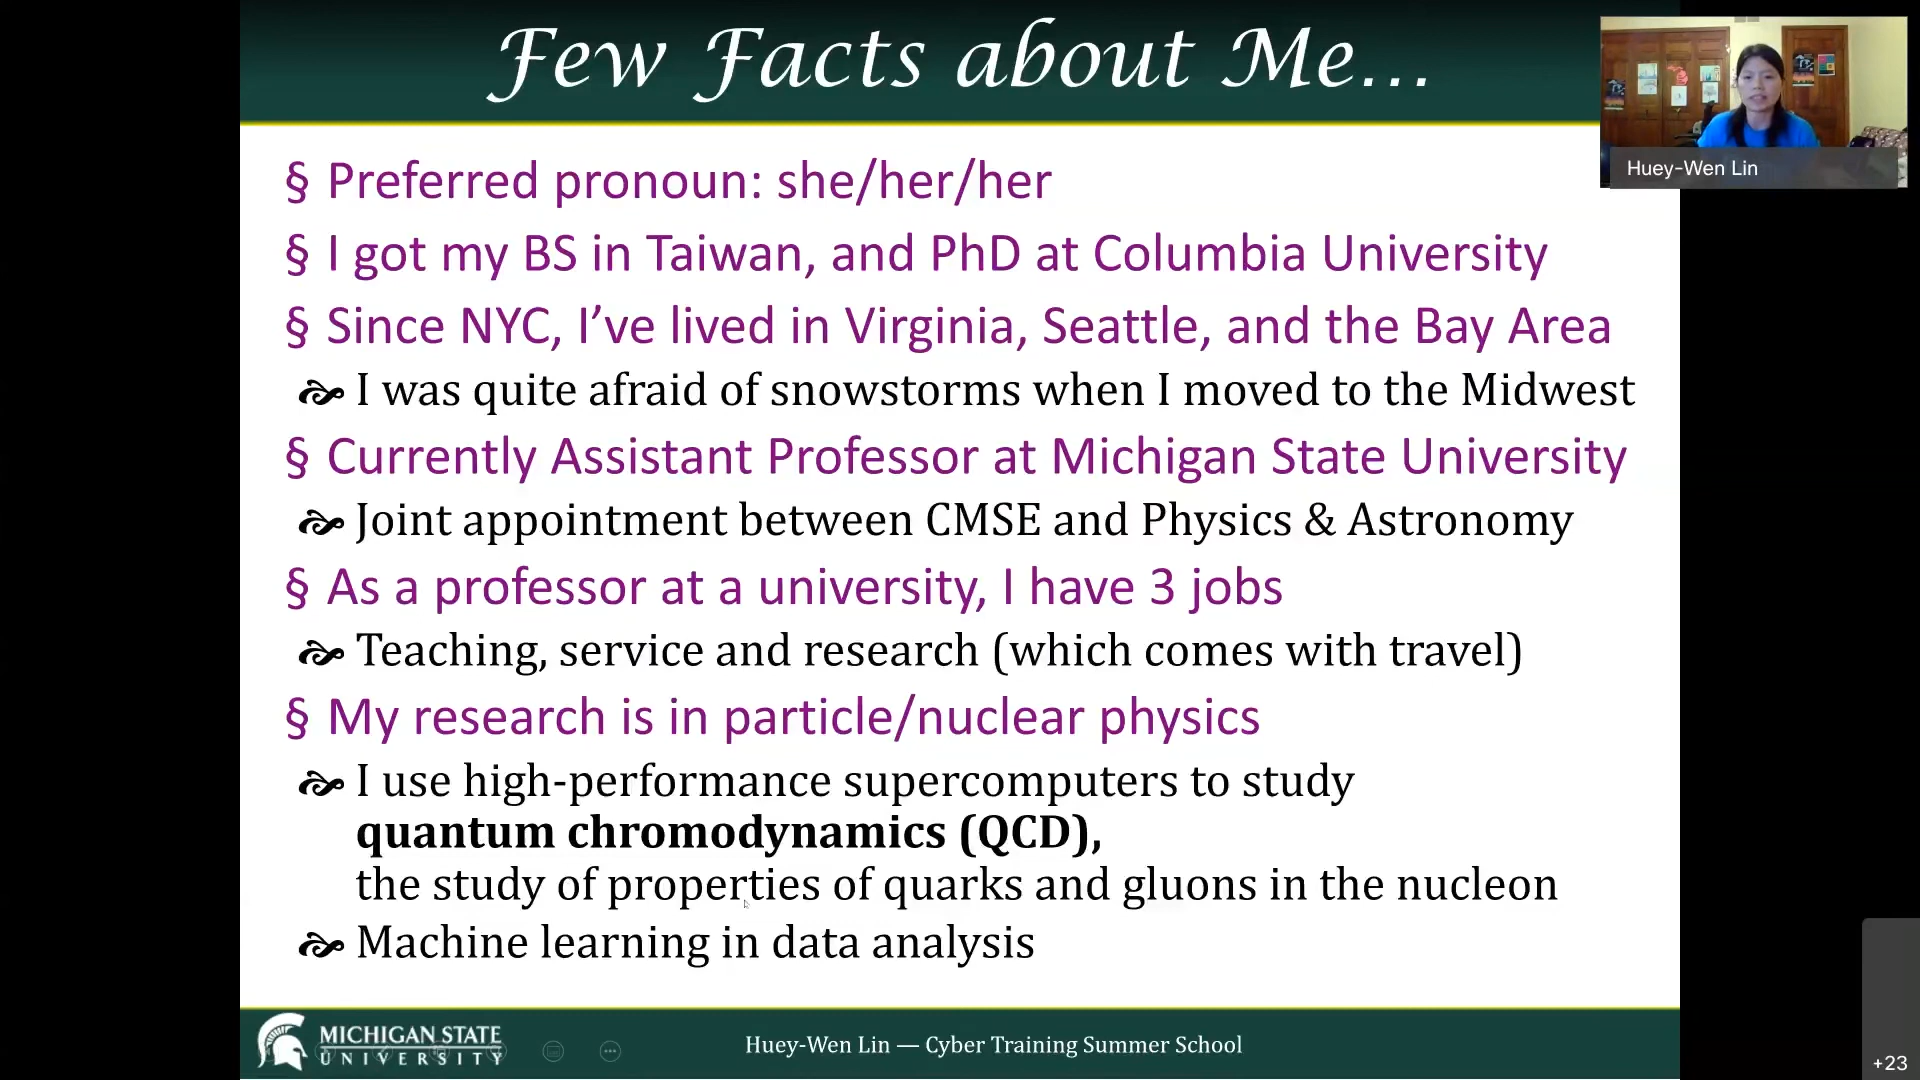 Few Facts about Me...
Huey-Wen Lin
§ Preferred pronoun: she/her/her
§ I got my BS in Taiwan, and PhD at Columbia University
§ Since NYC, I’ve lived in Virginia, Seattle, and the Bay Area
I was quite afraid of snowstorms when I moved to the Midwest
§ Currently Assistant Professor at Michigan State University
Joint appointment between CMSE and Physics & Astronomy
§ As a professor at a university, I have 3 jobs
Teaching, service and research (which comes with travel)
§ My research is in particle/nuclear physics
I use high-performance supercomputers to study
quantum chromodynamics (QCD),
the study of properties of quarks and gluons in the nucleon
Machine learning in data analysis
MICHIGAN STATE
UNIVERSITY
Huey-Wen Lin — Cyber Training Summer School
+23